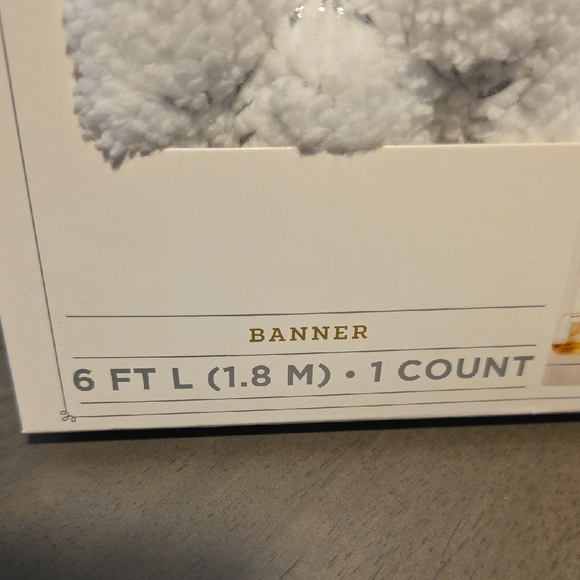 BANNER
6 FT L (1.8 M) • 1 COUNT